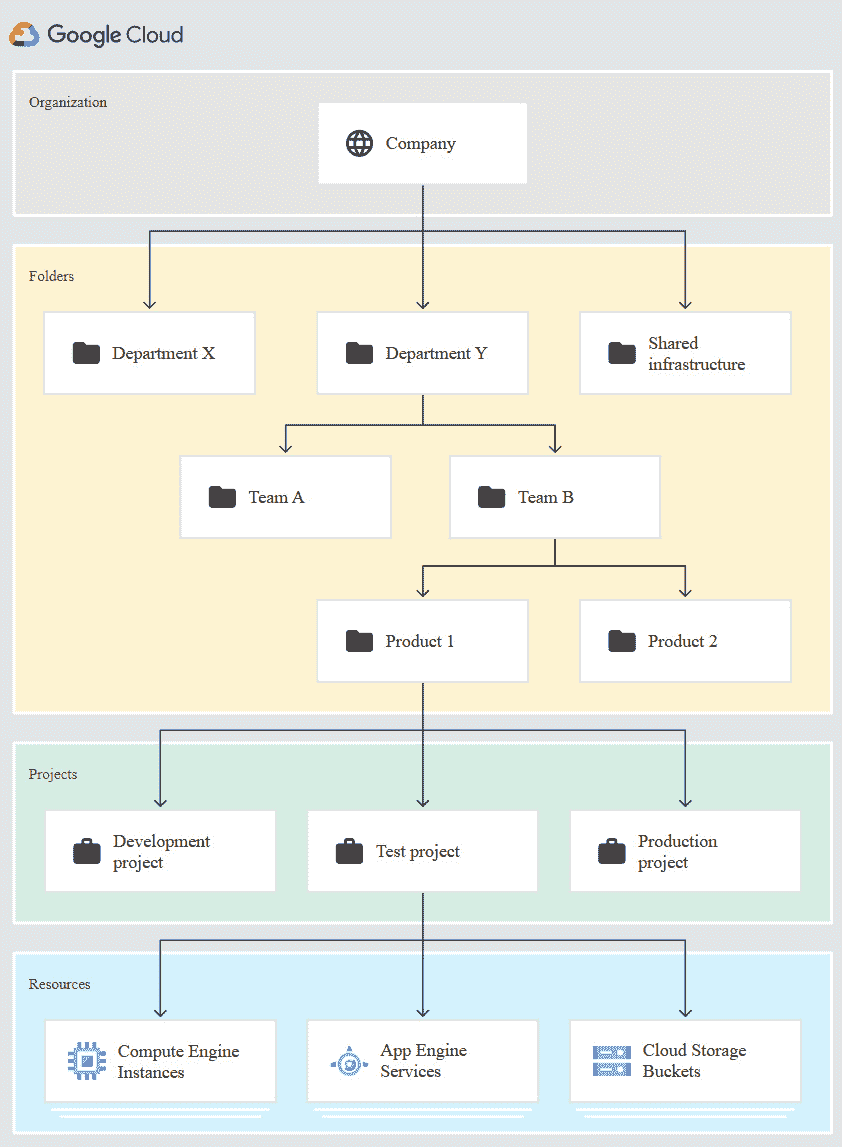 Google Cloud
Organization
Company
Folders
Department X
Department Y
Shared
infrastructure
Team A
Team B
Product 1
Product 2
Projects
Development
project
Test project
Production
project
Resources
Compute Engine
Instances
App Engine
Services
Cloud Storage
Buckets